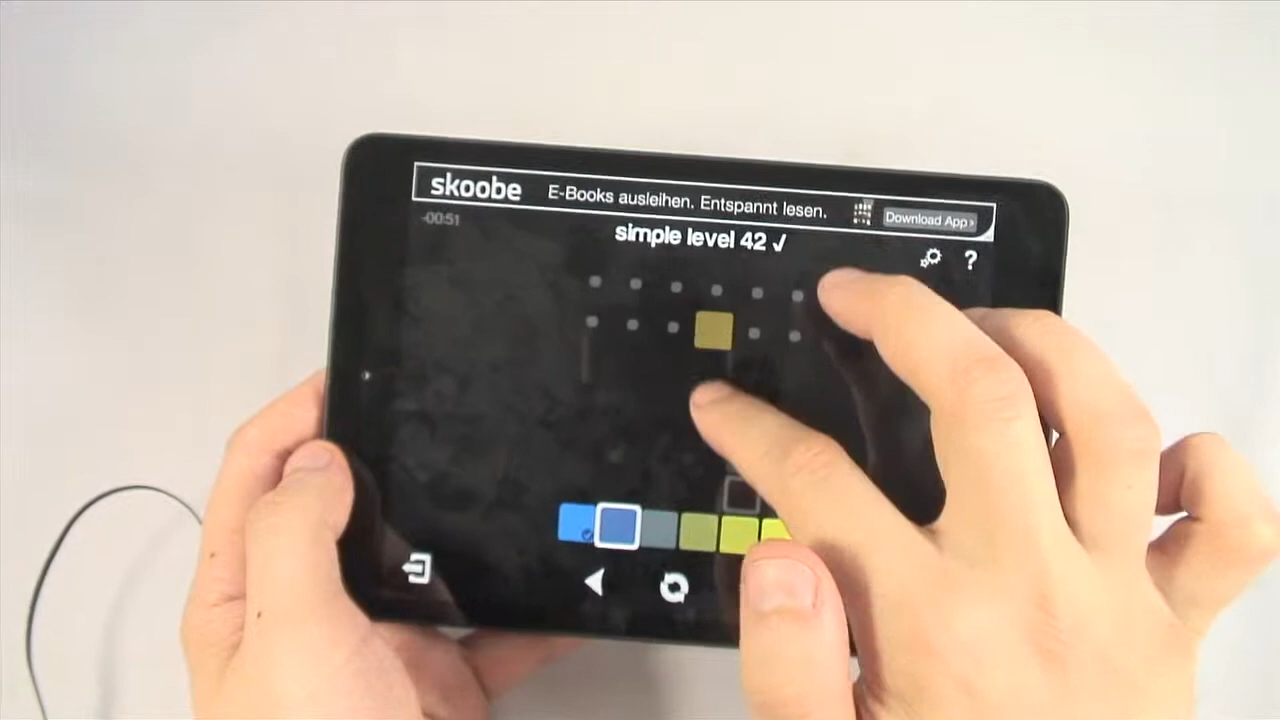 skoobe E-Books ausleihen. Entspannt lesen. Download App ›
-00:51
simple level 42 ✓
?